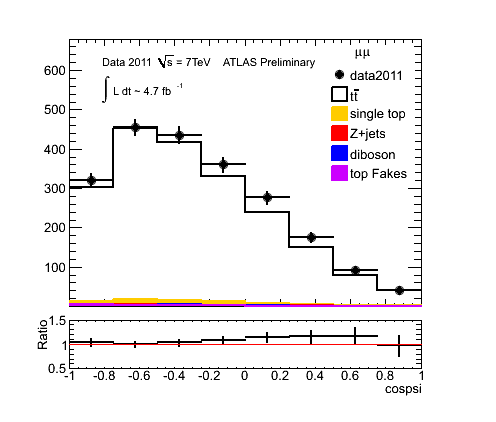 μμ
Data 2011 √s = 7TeV ATLAS Preliminary
∫ L dt ~ 4.7 fb⁻¹
data2011
tt̄
single top
Z+jets
diboson
top Fakes
600
500
400
300
200
100
Ratio
1.5
1
0.5
-1 -0.8 -0.6 -0.4 -0.2 0 0.2 0.4 0.6 0.8 1
cospsi